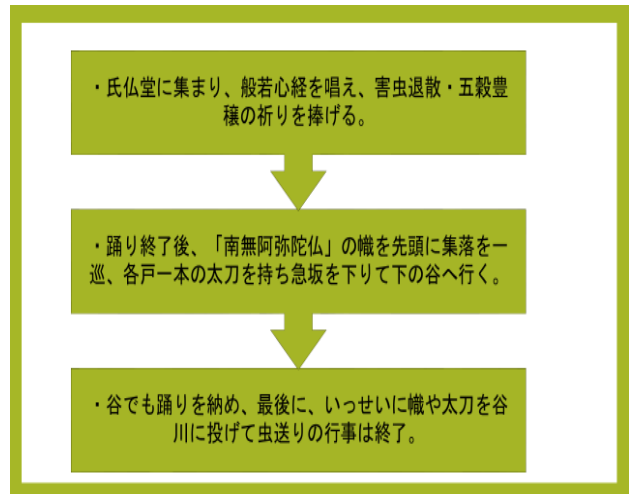 ・氏仏堂に集まり、般若心経を唱え、害虫退散・五穀豊
穣の祈りを捧げる。
・踊り終了後、「南無阿弥陀仏」の幟を先頭に集落を一
巡、各戸一本の太刀を持ち急坂を下りて下の谷へ行く。
・谷でも踊りを納め、最後に、いっせいに幟や太刀を谷
川に投げて虫送りの行事は終了。